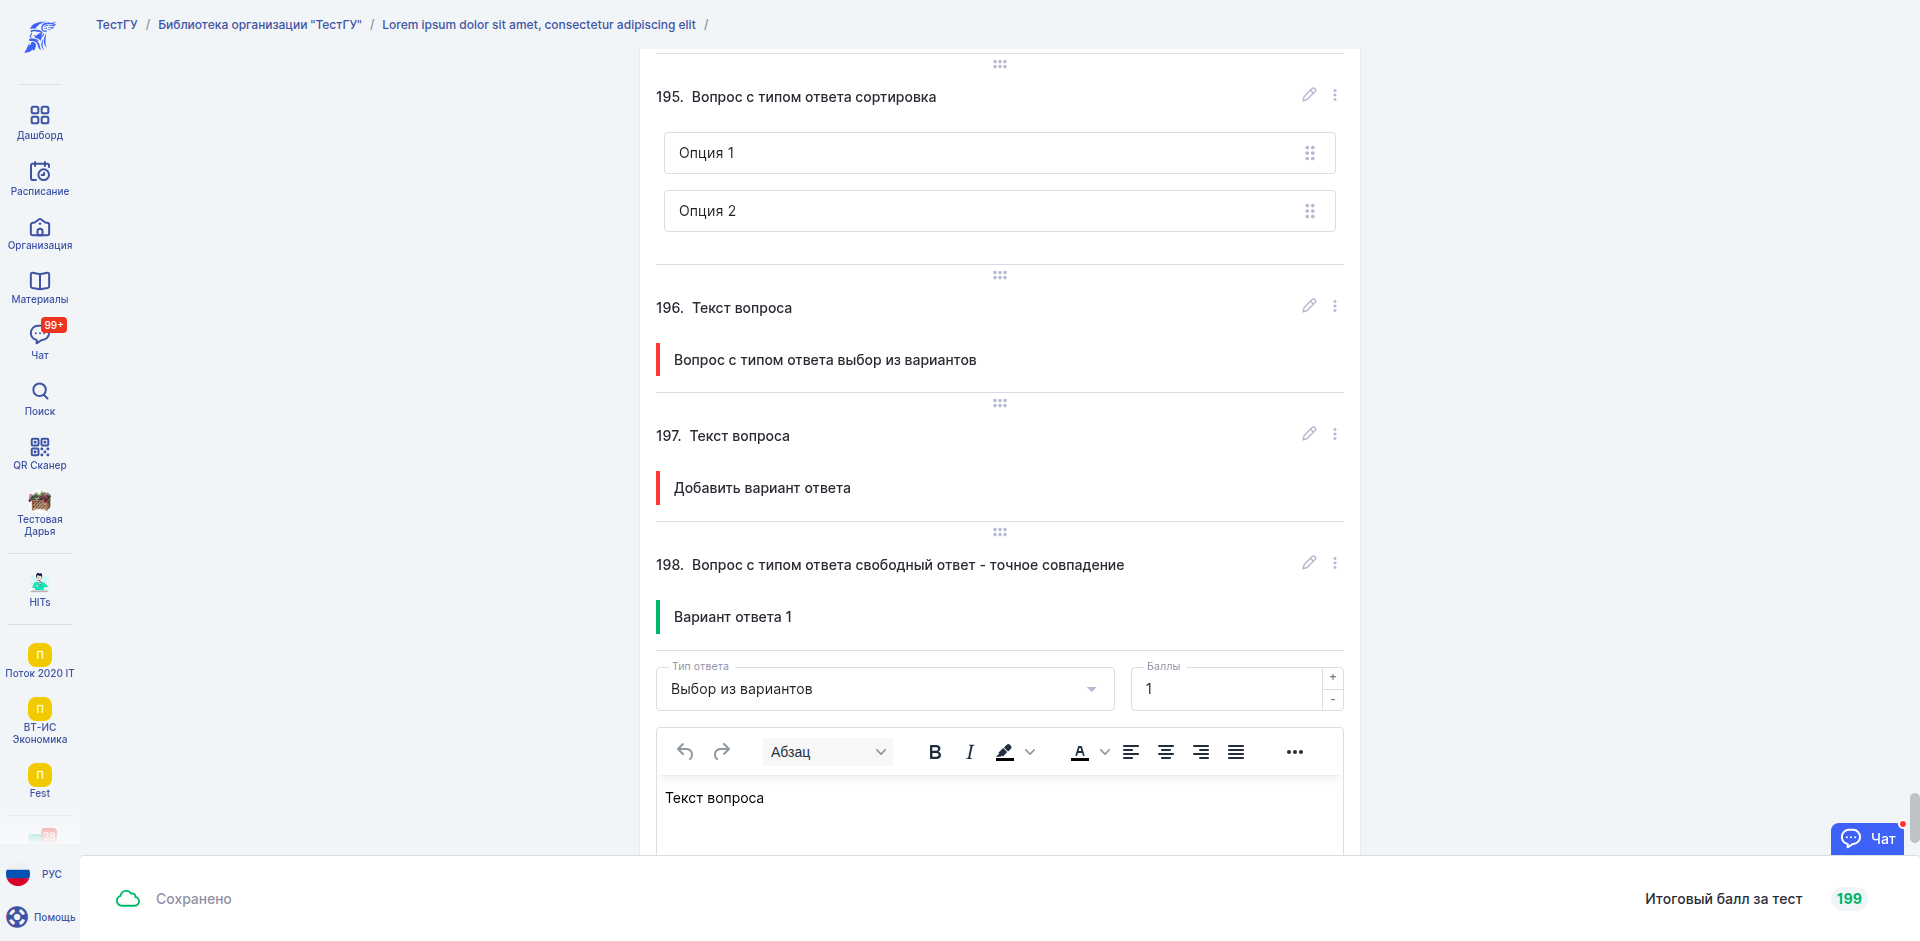 ТестГУ / Библиотека организации "ТестГУ" / Lorem ipsum dolor sit amet, consectetur adipiscing elit /
Дашборд
Расписание
Организация
Материалы
99+
Чат
Поиск
QR Сканер
Тестовая
Дарья
HITs
П
Поток 2020 IT
П
ВТ-ИС
Экономика
П
Fest
28
РУС
Помощь
195. Вопрос с типом ответа сортировка
Опция 1
Опция 2
196. Текст вопроса
Вопрос с типом ответа выбор из вариантов
197. Текст вопроса
Добавить вариант ответа
198. Вопрос с типом ответа свободный ответ - точное совпадение
Вариант ответа 1
Тип ответа
Выбор из вариантов
Баллы
1
+
-
Абзац
B I A
Текст вопроса
Чат
Сохранено
Итоговый балл за тест 199